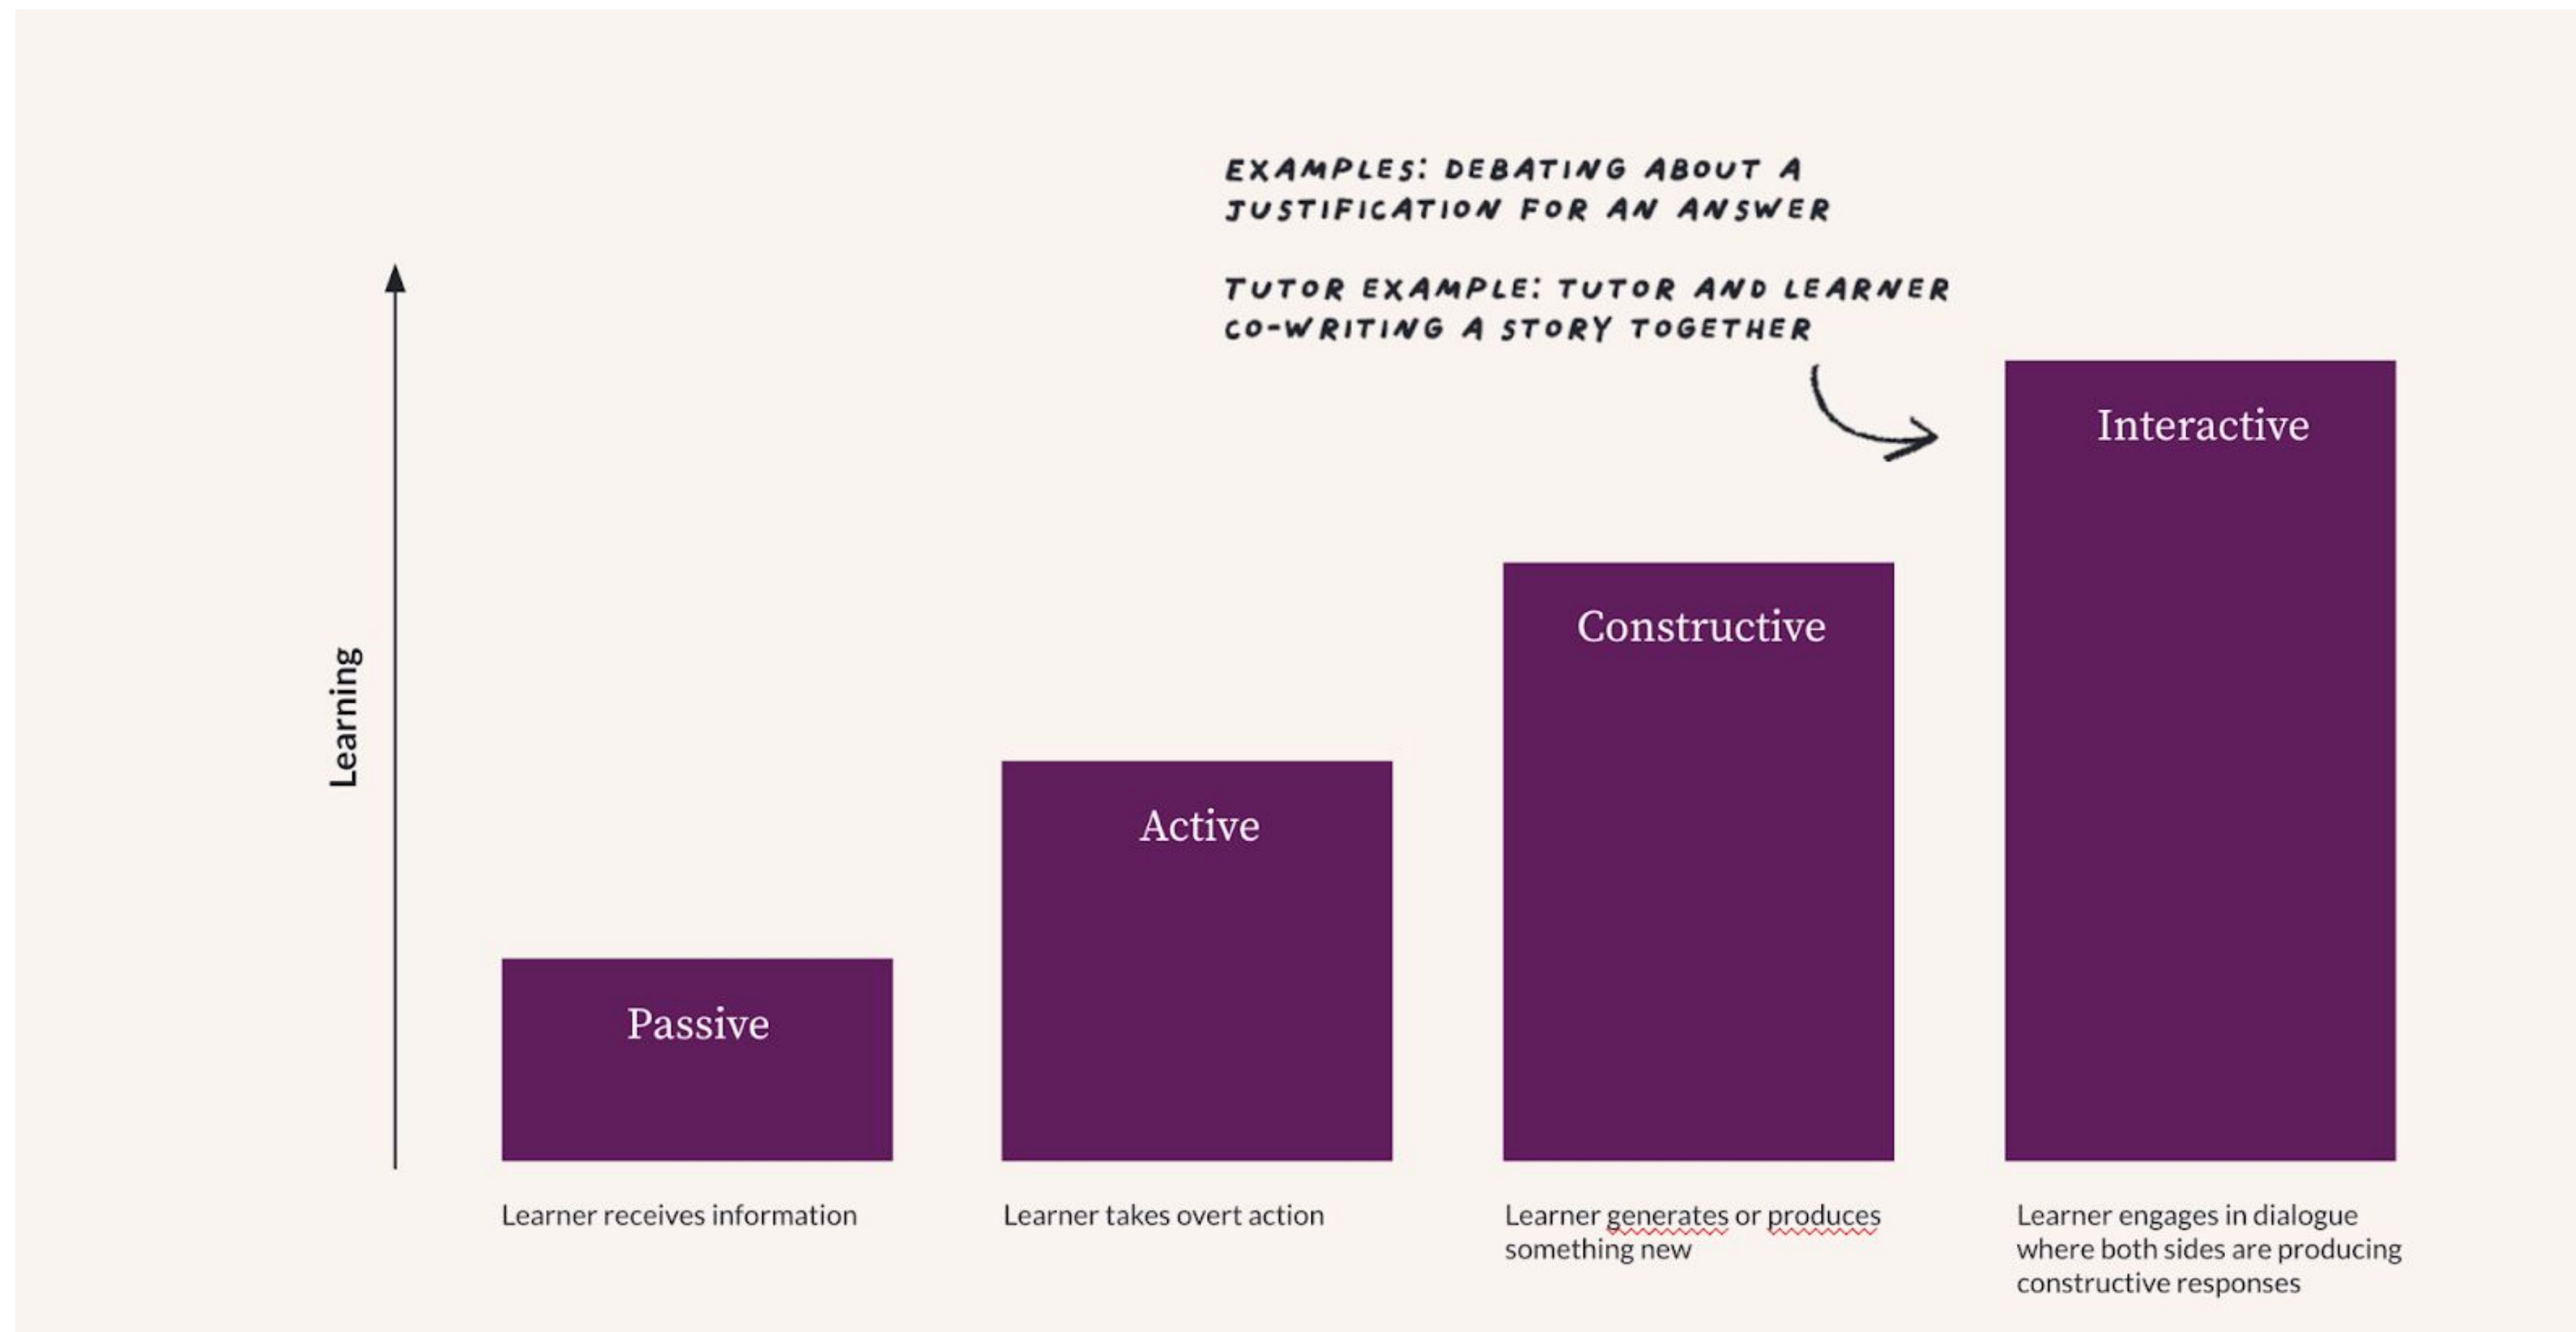 EXAMPLES: DEBATING ABOUT A
JUSTIFICATION FOR AN ANSWER
TUTOR EXAMPLE: TUTOR AND LEARNER
CO-WRITING A STORY TOGETHER
Learning
Interactive
Constructive
Active
Passive
Learner receives information
Learner takes overt action
Learner generates or produces
something new
Learner engages in dialogue
where both sides are producing
constructive responses